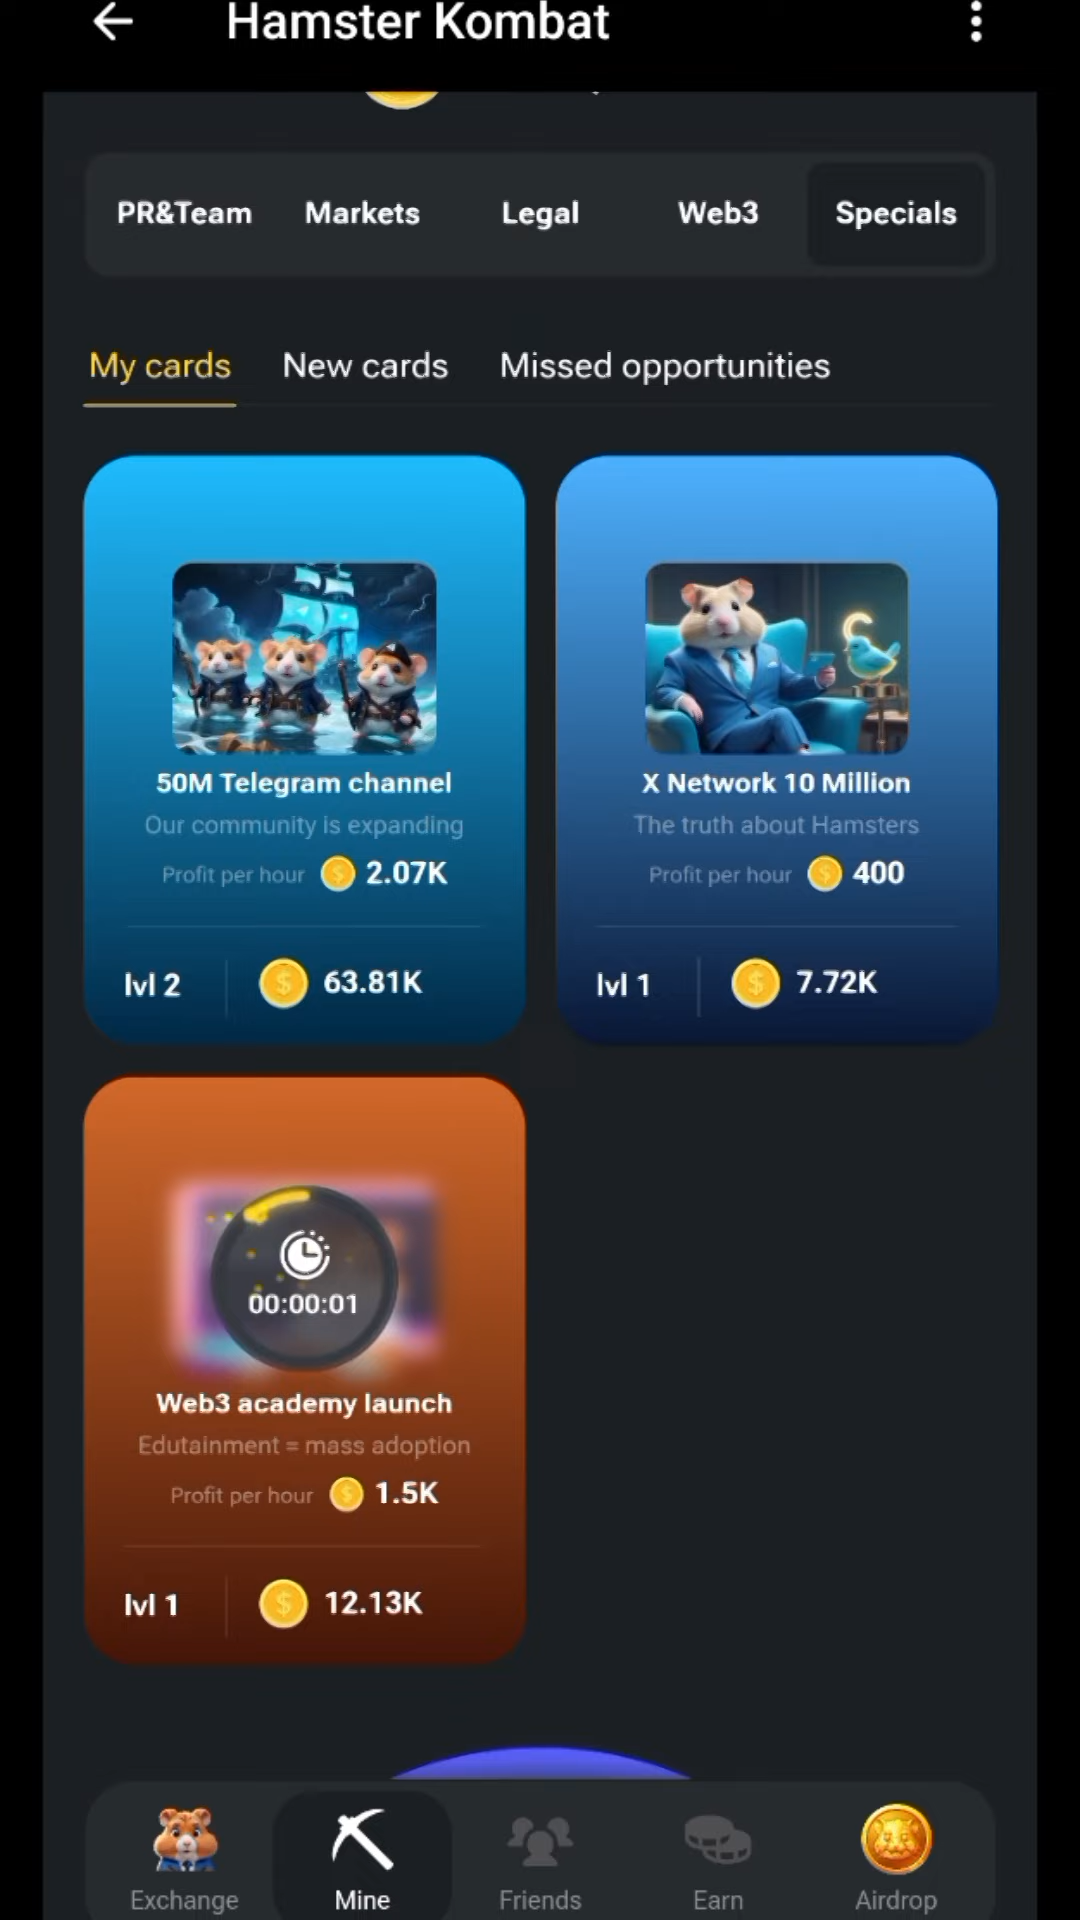 Hamster Kombat
PR&Team Markets Legal Web3 Specials
My cards New cards Missed opportunities
50M Telegram channel
Our community is expanding
Profit per hour 2.07K
lvl 2 63.81K
X Network 10 Million
The truth about Hamsters
Profit per hour 400
lvl 1 7.72K
00:00:01
Web3 academy launch
Edutainment = mass adoption
Profit per hour 1.5K
lvl 1 12.13K
Exchange Mine Friends Earn Airdrop